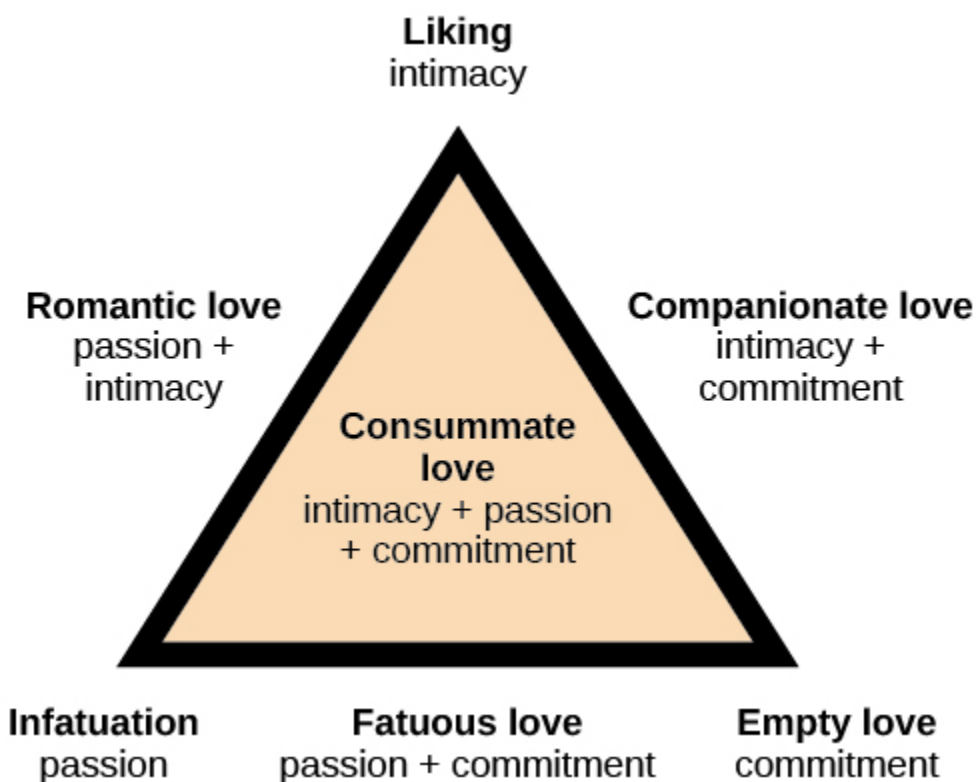 Liking
intimacy
Romantic love
passion +
intimacy
Companionate love
intimacy +
commitment
Consummate
love
intimacy + passion
+ commitment
Infatuation
passion
Fatuous love
passion + commitment
Empty love
commitment